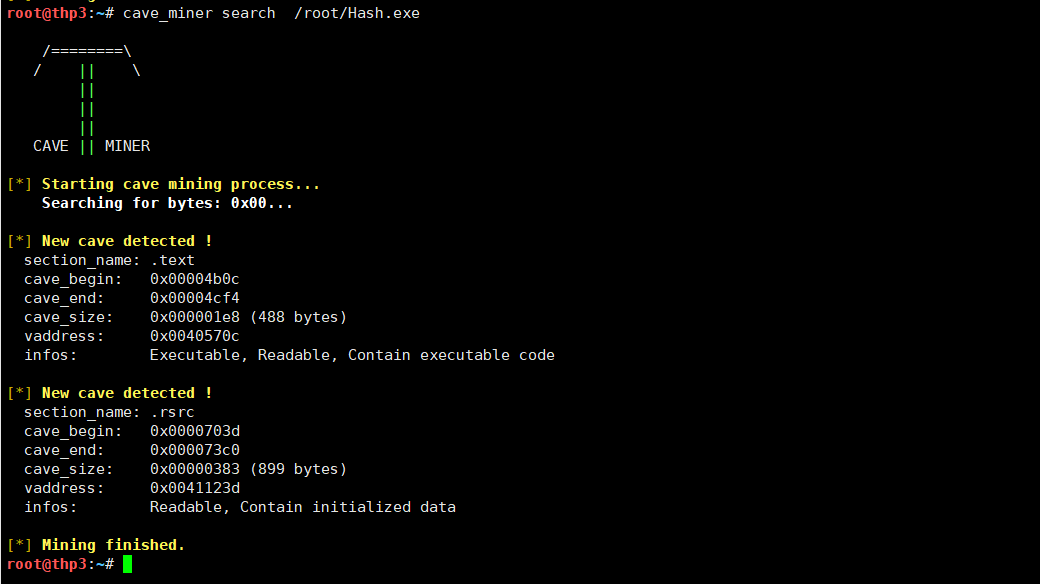 root@thp3:~# cave_miner search  /root/Hash.exe
/========\
/    ||    \
||
||
||
CAVE || MINER
[*] Starting cave mining process...
Searching for bytes: 0x00...
[*] New cave detected !
section_name: .text
cave_begin:   0x00004b0c
cave_end:     0x00004cf4
cave_size:    0x000001e8 (488 bytes)
vaddress:     0x0040570c
infos:        Executable, Readable, Contain executable code
[*] New cave detected !
section_name: .rsrc
cave_begin:   0x0000703d
cave_end:     0x000073c0
cave_size:    0x00000383 (899 bytes)
vaddress:     0x0041123d
infos:        Readable, Contain initialized data
[*] Mining finished.
root@thp3:~#